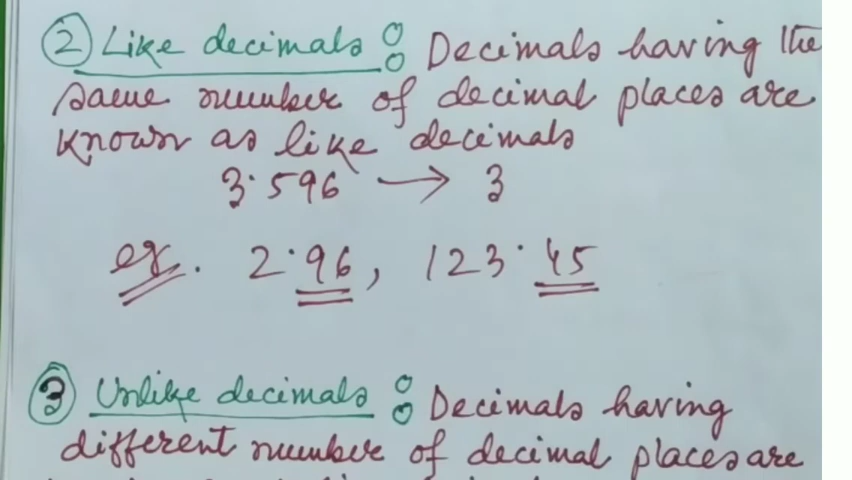 ② Like decimals : Decimals having the
same number of decimal places are
known as like decimals
3.596 → 3
eg. 2.96, 123.45
③ Unlike decimals : Decimals having
different number of decimal places are